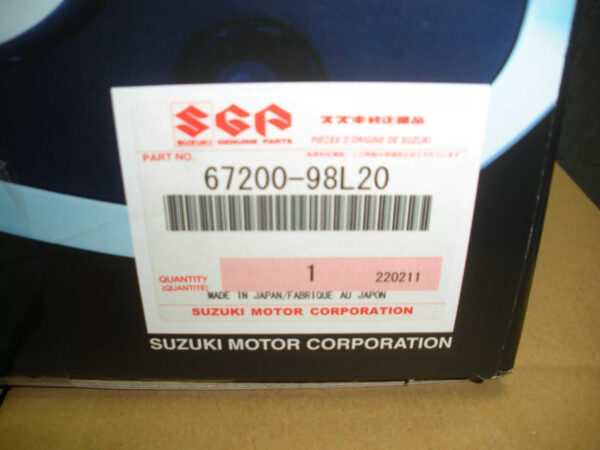 SGP
スズキ純正部品
SUZUKI GENUINE PARTS
PIÈCES D'ORIGINE DE SUZUKI
PART NO.
67200-98L20
QUANTITY
(QUANTITÉ)
1
220211
MADE IN JAPAN/FABRIQUE AU JAPON
SUZUKI MOTOR CORPORATION
SUZUKI MOTOR CORPORATION